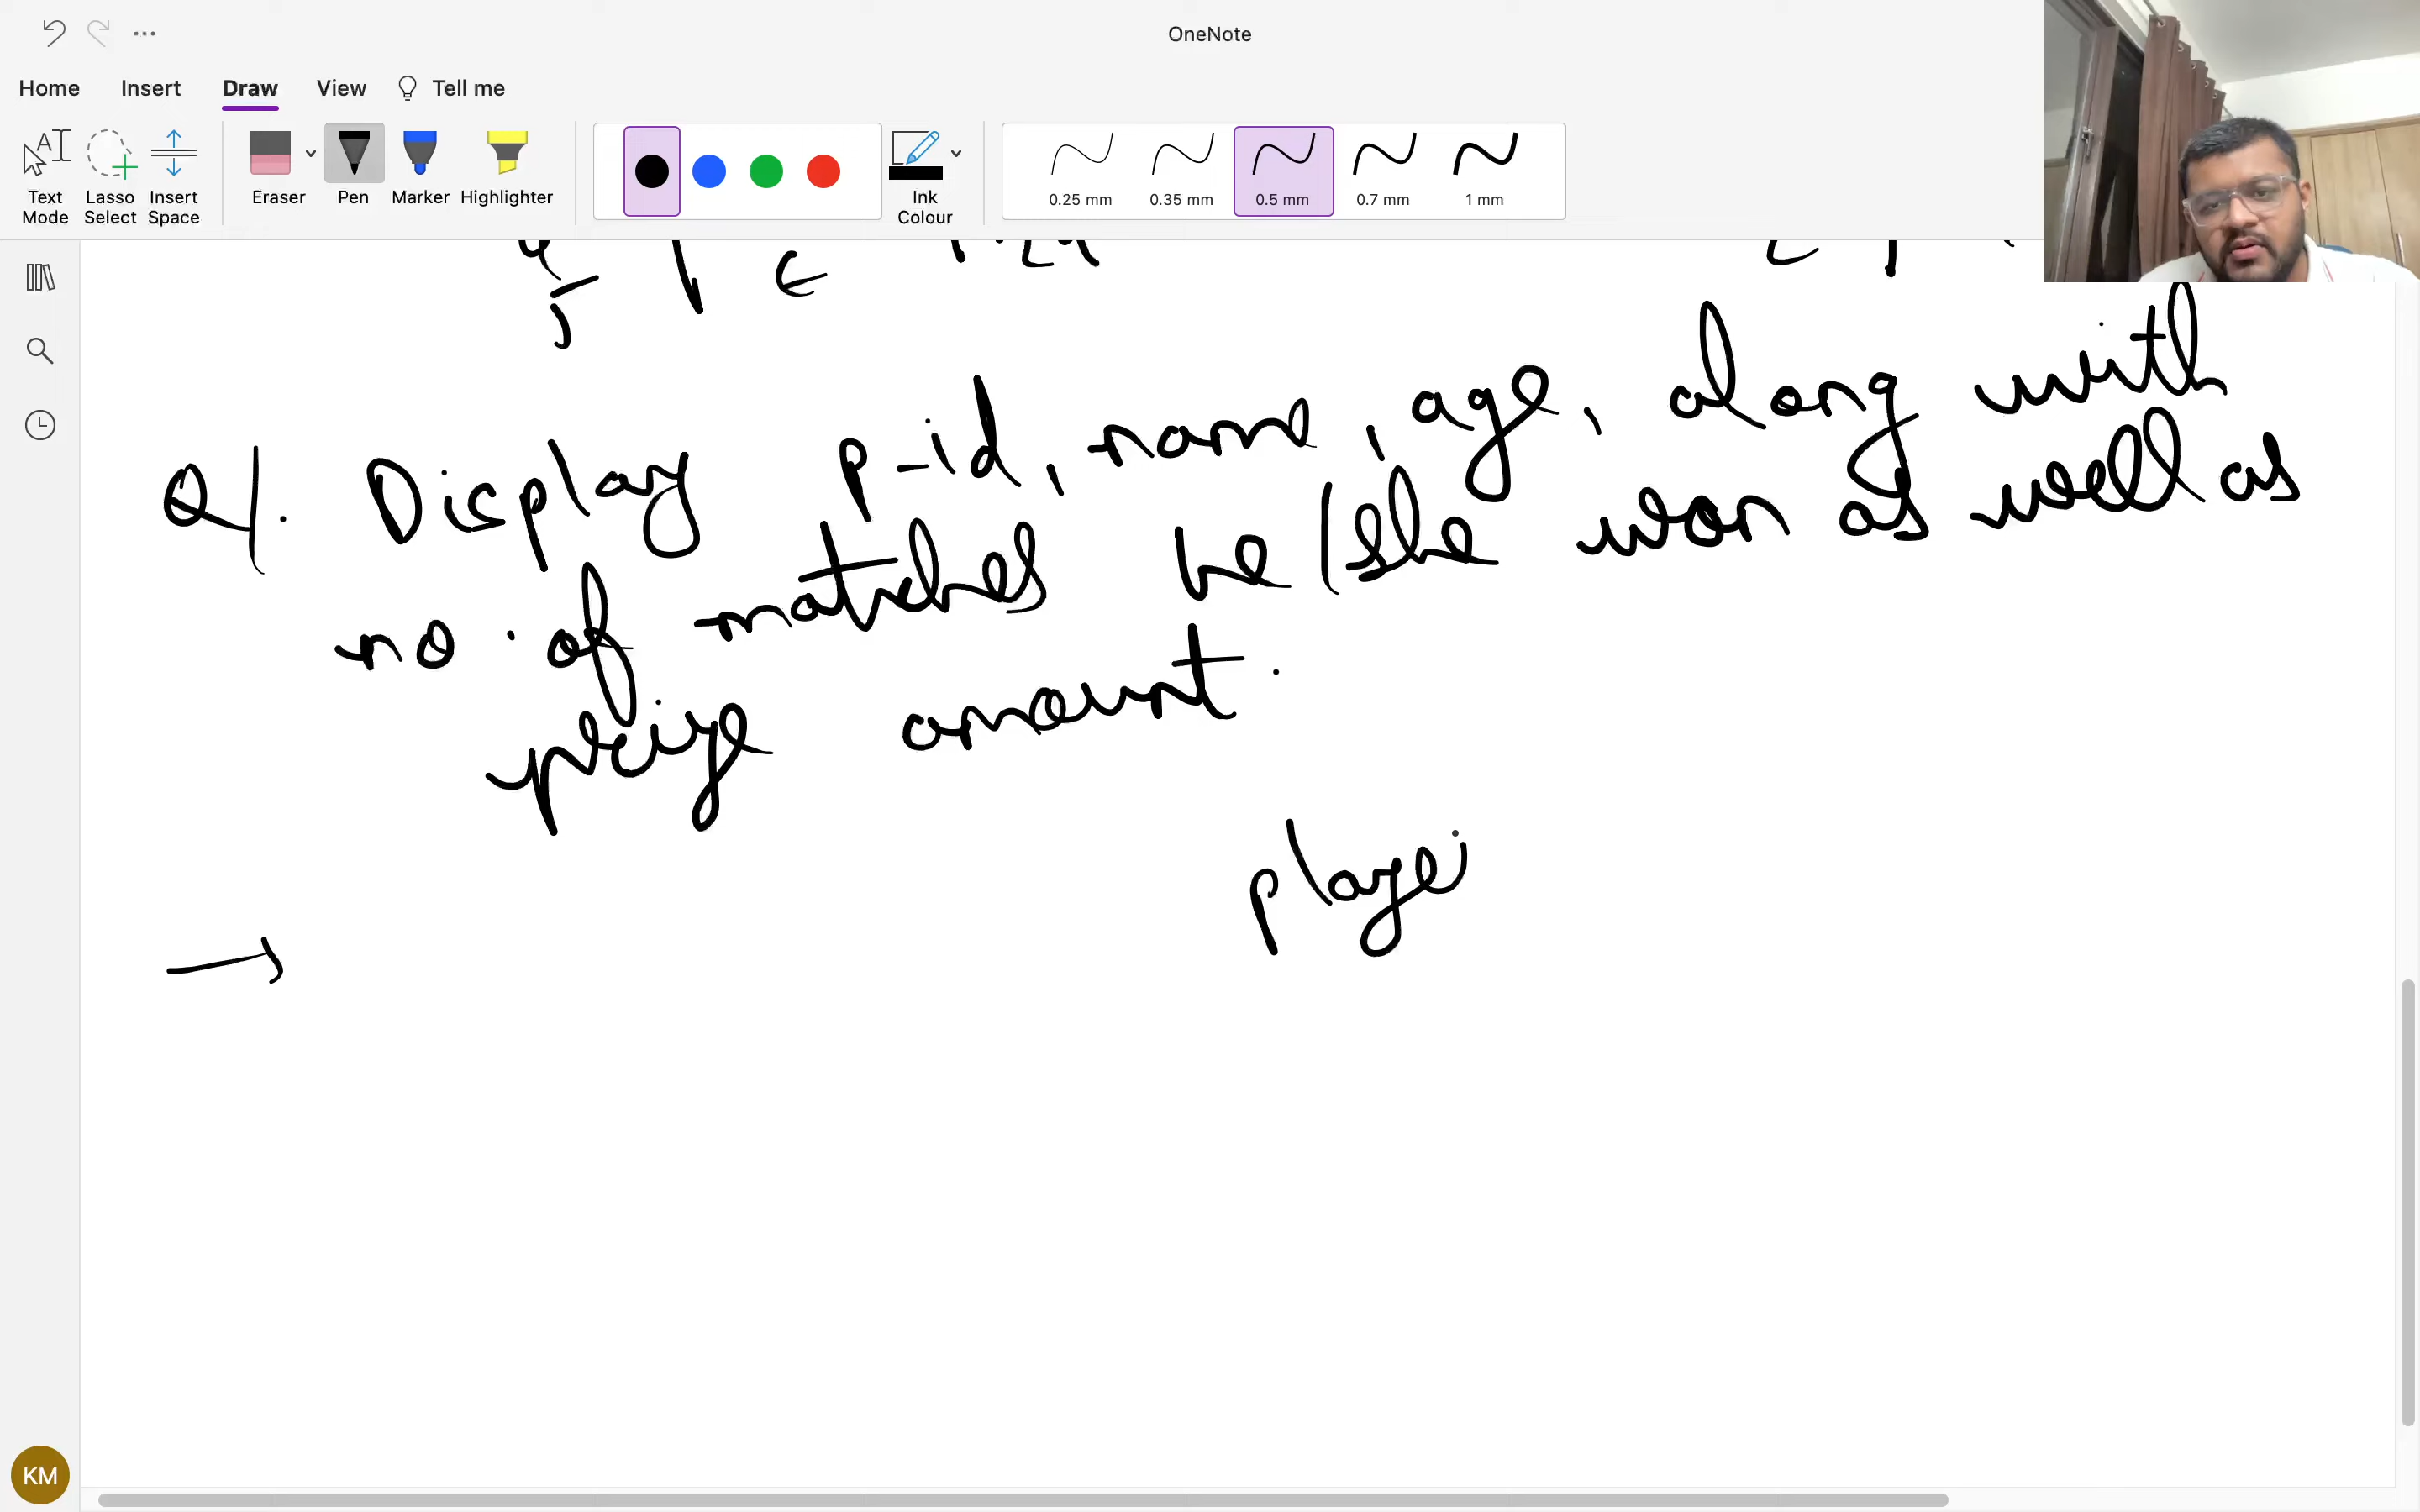 OneNote
Home Insert Draw View Tell me
Text Mode Lasso Select Insert Space Eraser Pen Marker Highlighter Ink Colour 0.25 mm 0.35 mm 0.5 mm 0.7 mm 1 mm
Q1. Display p-id, name, age, along with
no. of matches he/she won as well as
prize amount.
player
→
KM